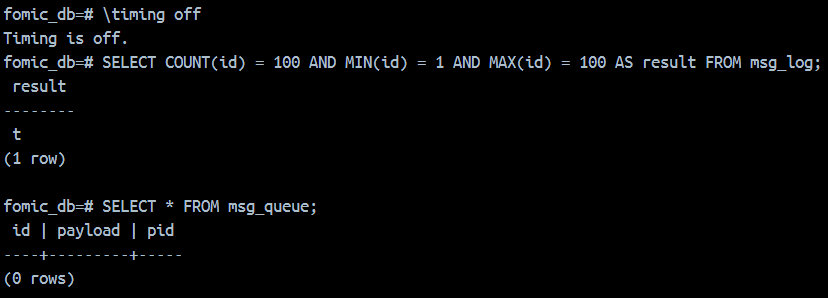 fomic_db=# \timing off
Timing is off.
fomic_db=# SELECT COUNT(id) = 100 AND MIN(id) = 1 AND MAX(id) = 100 AS result FROM msg_log;
 result
--------
 t
(1 row)

fomic_db=# SELECT * FROM msg_queue;
 id | payload | pid
----+---------+-----
(0 rows)